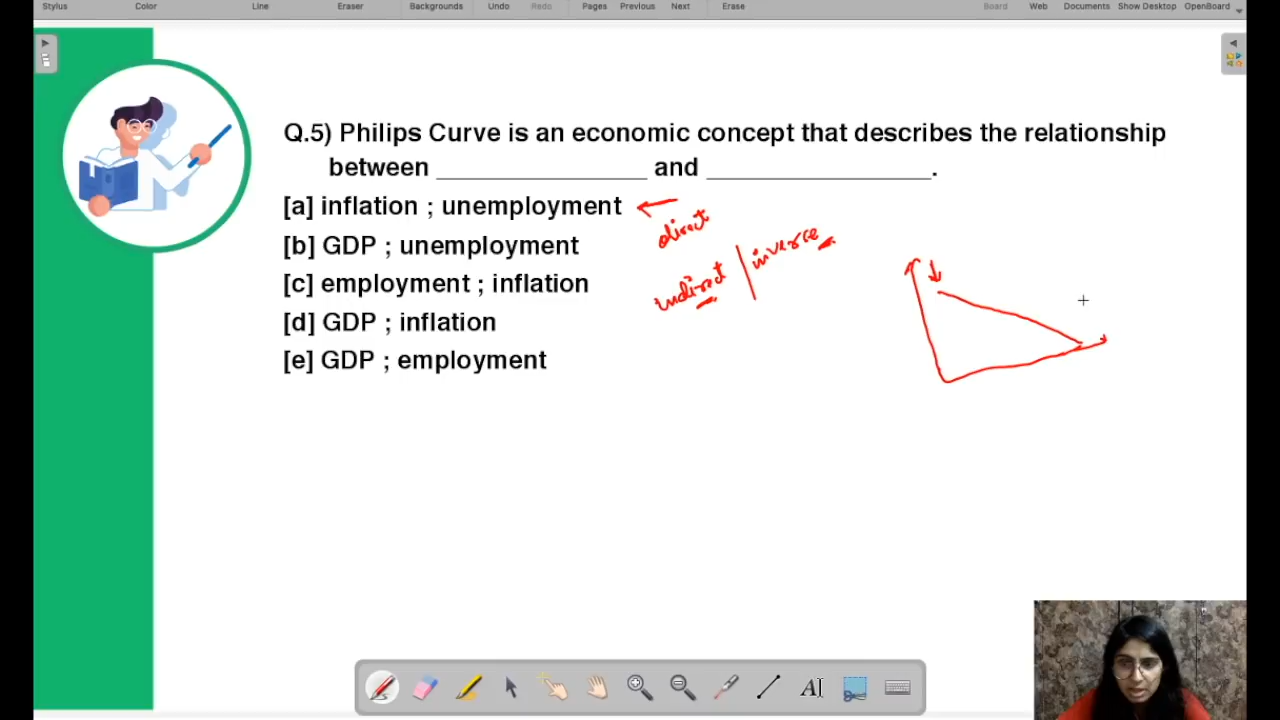 Stylus Color Line Eraser Backgrounds Undo Redo Pages Previous Next Erase Board Web Documents Show Desktop OpenBoard
Q.5) Philips Curve is an economic concept that describes the relationship
between _______________ and ________________.
[a] inflation ; unemployment
direct
[b] GDP ; unemployment
indirect | inverse
[c] employment ; inflation
[d] GDP ; inflation
[e] GDP ; employment